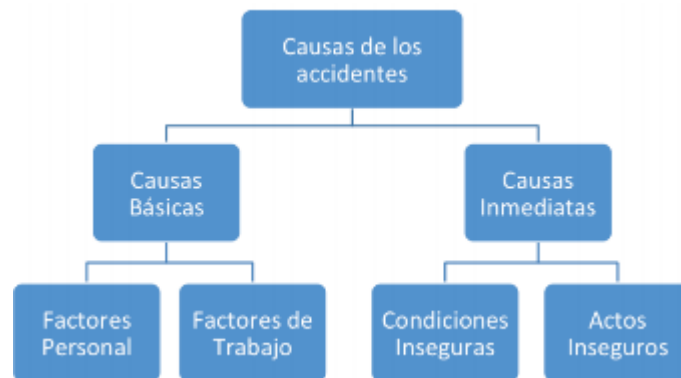 Causas de los
accidentes
Causas
Básicas
Causas
Inmediatas
Factores
Personal
Factores de
Trabajo
Condiciones
Inseguras
Actos
Inseguros